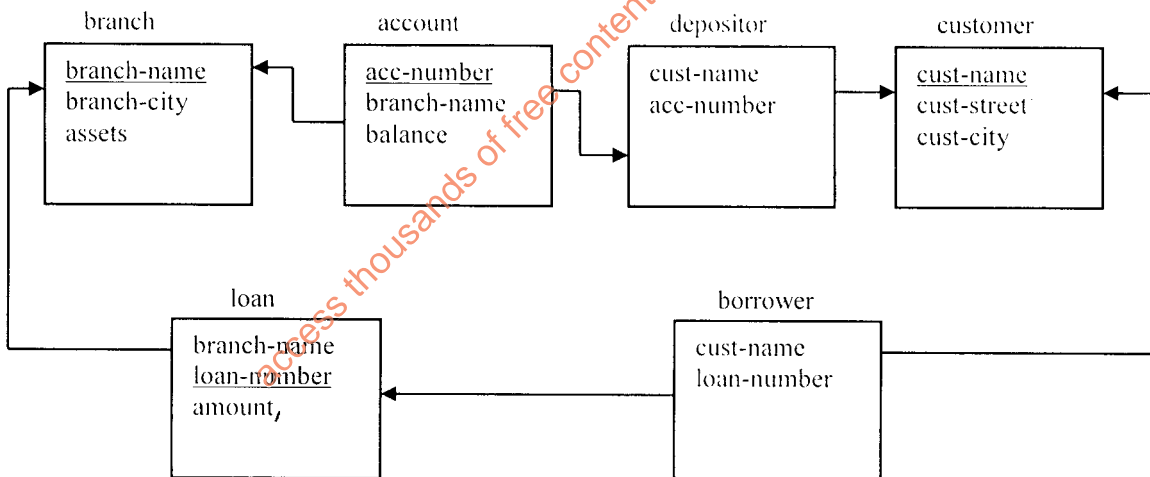 branch
branch-name
branch-city
assets
account
acc-number
branch-name
balance
depositor
cust-name
acc-number
customer
cust-name
cust-street
cust-city
loan
branch-name
loan-number
amount,
borrower
cust-name
loan-number
access thousands of free content